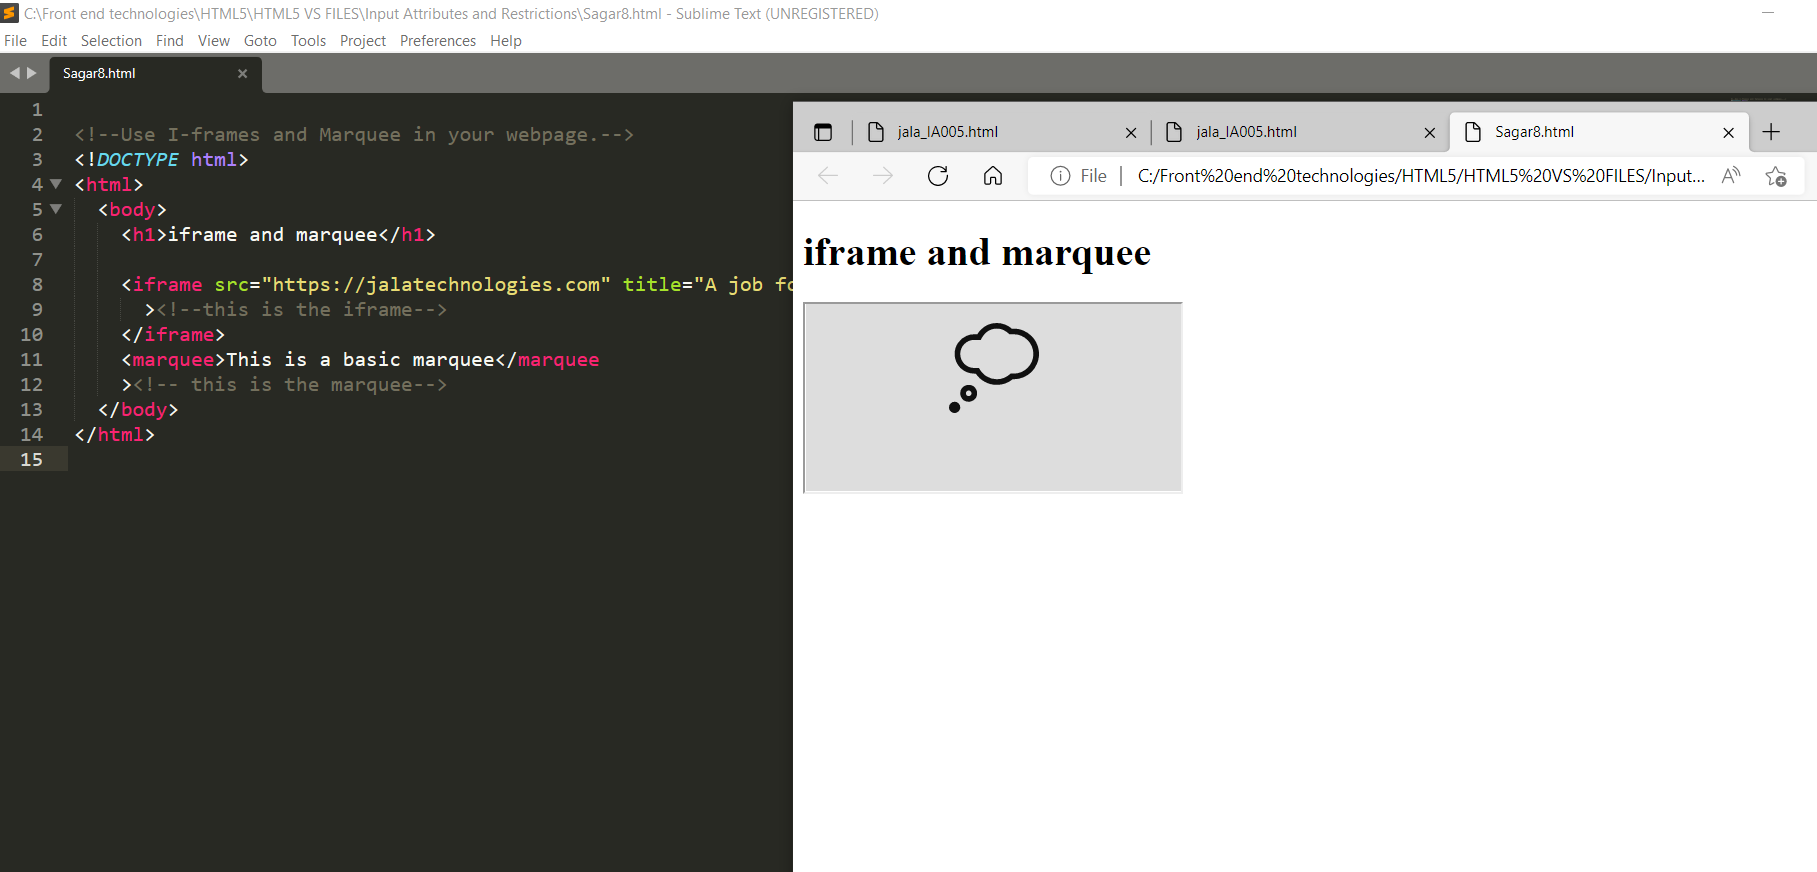 C:\Front end technologies\HTML5\HTML5 VS FILES\Input Attributes and Restrictions\Sagar8.html - Sublime Text (UNREGISTERED)
File Edit Selection Find View Goto Tools Project Preferences Help
Sagar8.html
1
2 <!--Use I-frames and Marquee in your webpage.-->
3 <!DOCTYPE html>
4 <html>
5 <body>
6 <h1>iframe and marquee</h1>
7
8 <iframe src="https://jalatechnologies.com" title="A job
9 ><!--this is the iframe-->
10 </iframe>
11 <marquee>This is a basic marquee</marquee
12 ><!-- this is the marquee-->
13 </body>
14 </html>
15
jala_IA005.html jala_IA005.html Sagar8.html
File C:/Front%20end%20technologies/HTML5/HTML5%20VS%20FILES/Input...
iframe and marquee